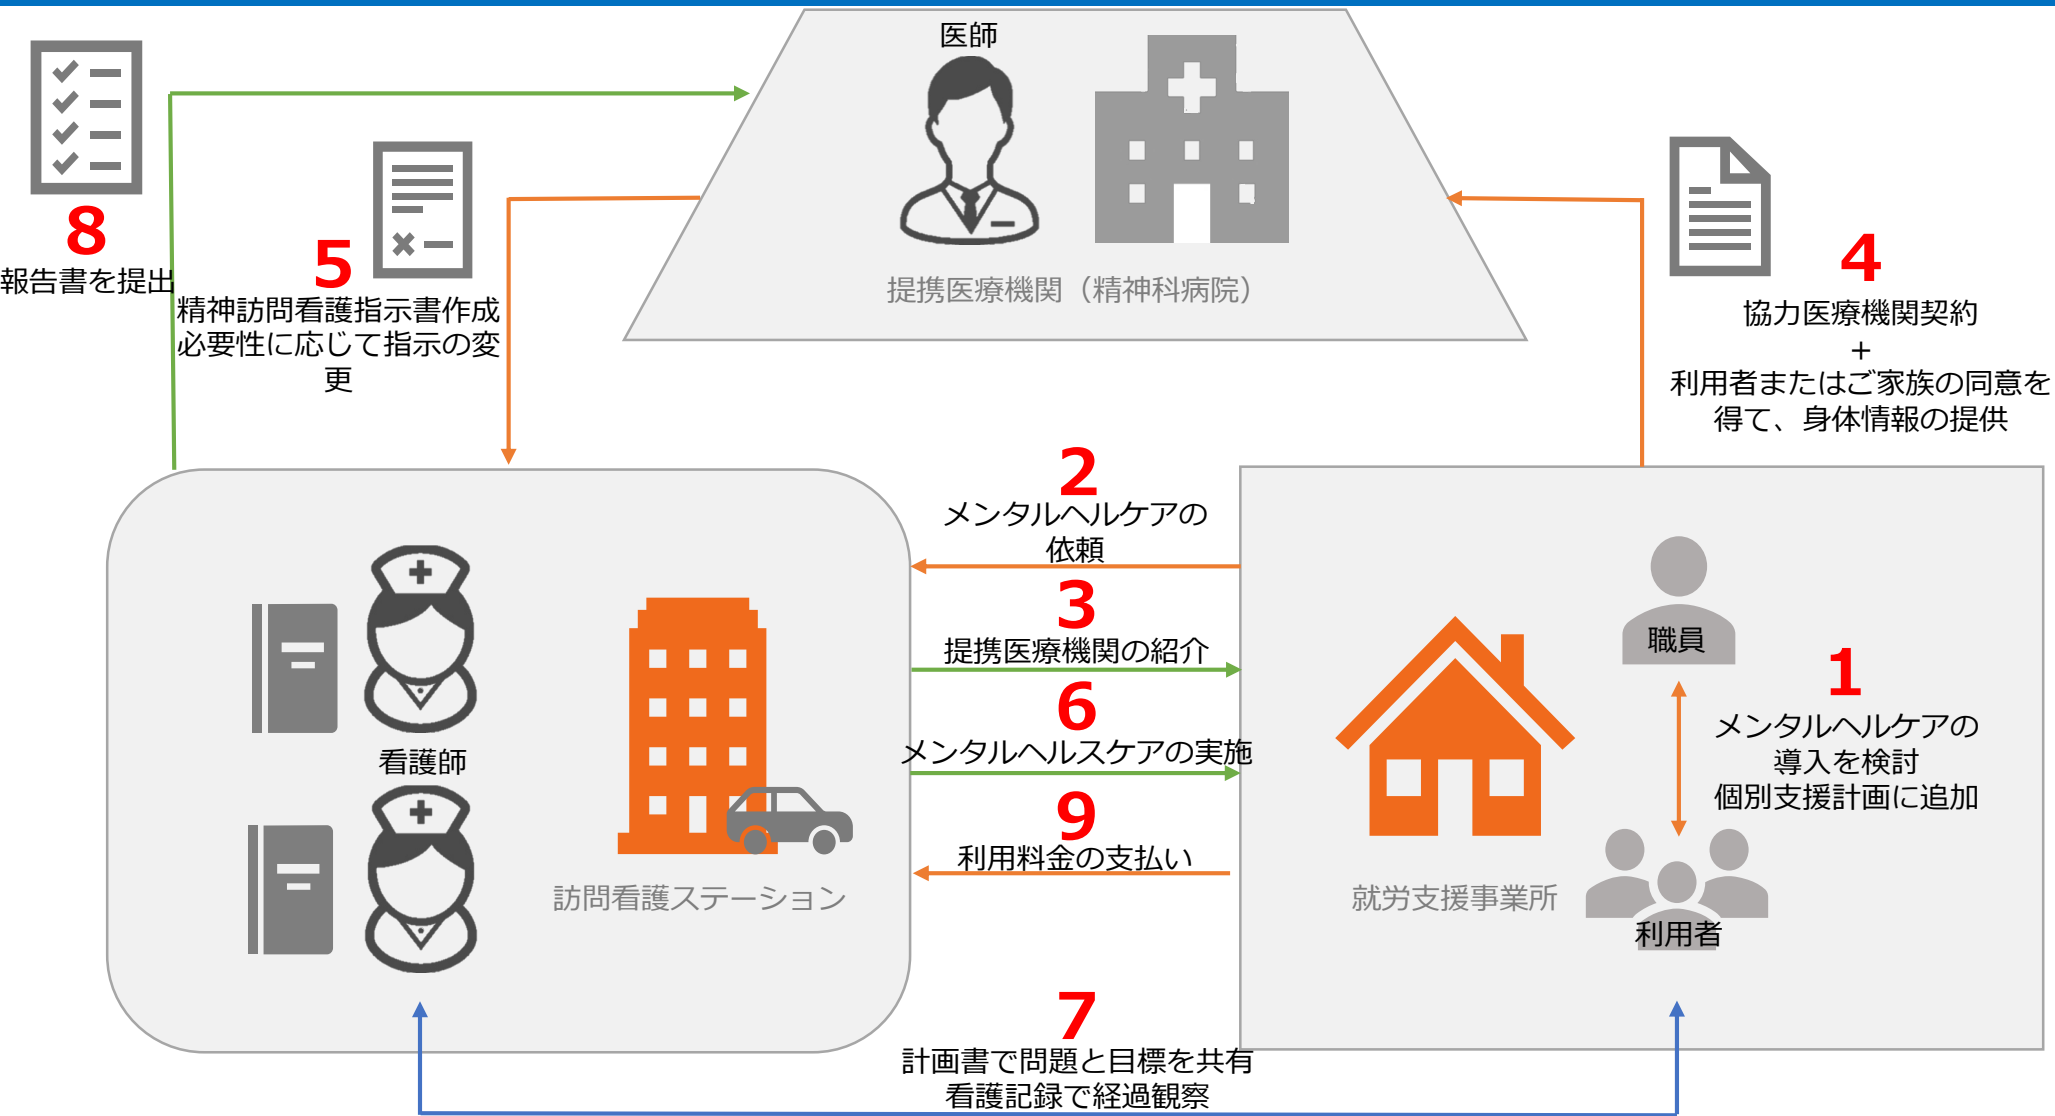 医師
提携医療機関（精神科病院）
8
報告書を提出
5
精神訪問看護指示書作成
必要性に応じて指示の変
更
4
協力医療機関契約
+
利用者またはご家族の同意を
得て、身体情報の提供
2
メンタルヘルケアの
依頼
3
提携医療機関の紹介
6
メンタルヘルスケアの実施
9
利用料金の支払い
看護師
訪問看護ステーション
職員
1
メンタルヘルケアの
導入を検討
個別支援計画に追加
就労支援事業所
利用者
7
計画書で問題と目標を共有
看護記録で経過観察